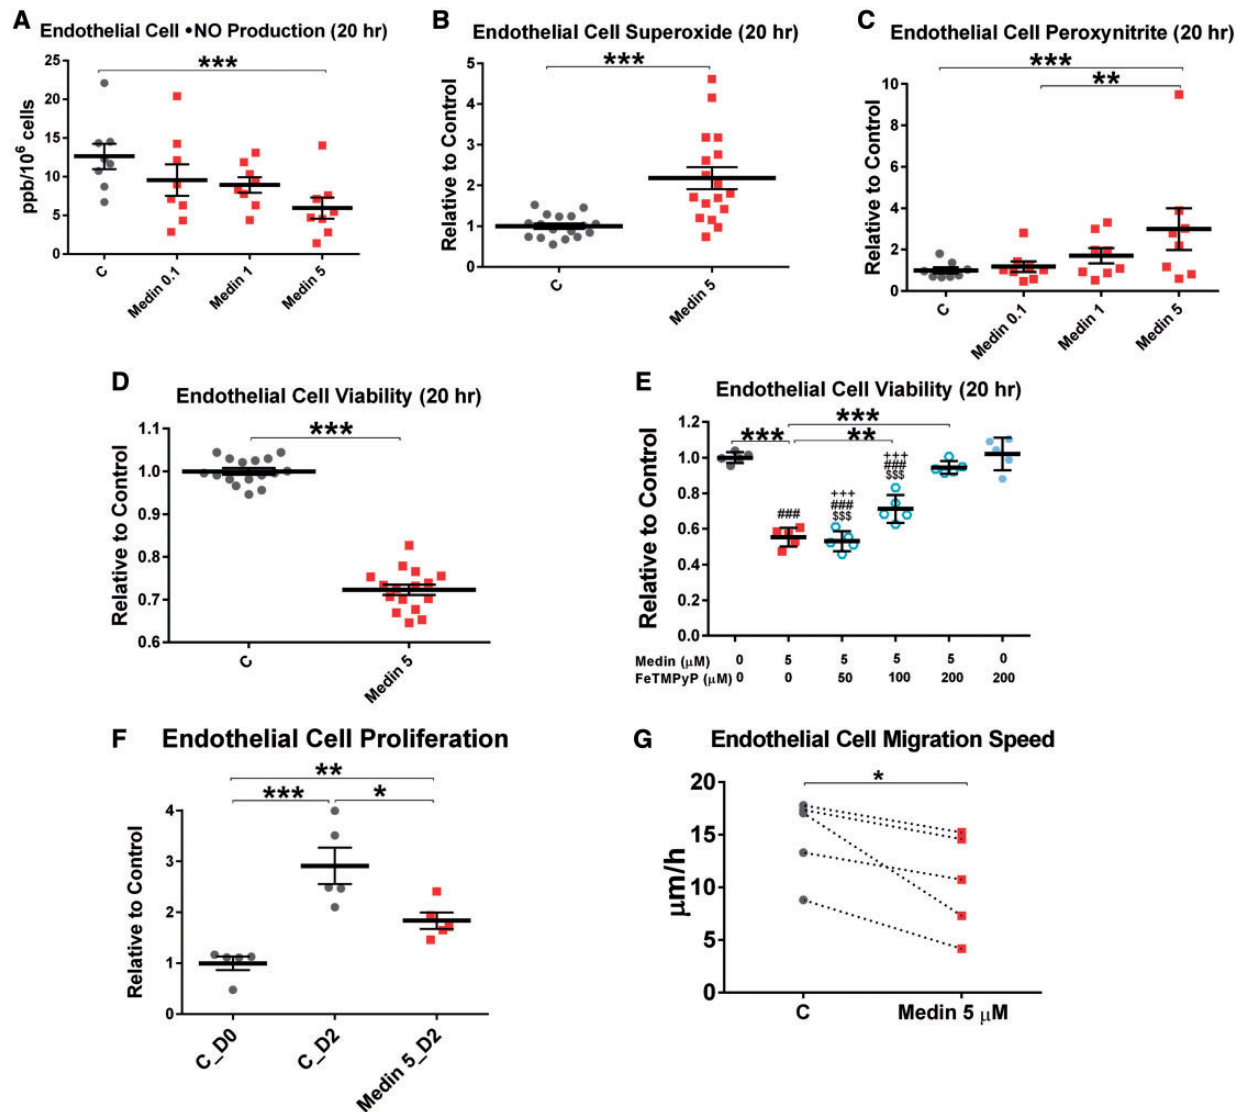 A Endothelial Cell •NO Production (20 hr)
***
ppb/10⁶ cells
25
20
15
10
5
0
C
Medin 0.1
Medin 1
Medin 5
B Endothelial Cell Superoxide (20 hr)
***
Relative to Control
5
4
3
2
1
0
C
Medin 5
C Endothelial Cell Peroxynitrite (20 hr)
***
**
Relative to Control
10
8
6
4
2
0
C
Medin 0.1
Medin 1
Medin 5
D Endothelial Cell Viability (20 hr)
***
Relative to Control
1.1
1.0
0.9
0.8
0.7
0.6
C
Medin 5
E Endothelial Cell Viability (20 hr)
***
*** **
+++
###
$$$
+++
###
$$$
###
Relative to Control
1.2
1.0
0.8
0.6
0.4
0.2
0.0
Medin (μM) 0 5 5 5 5 0
FeTMPyP (μM) 0 0 50 100 200 200
F Endothelial Cell Proliferation
**
*** *
Relative to Control
4
3
2
1
0
C_D0
C_D2
Medin 5_D2
G Endothelial Cell Migration Speed
*
μm/h
20
15
10
5
0
C
Medin 5 μM